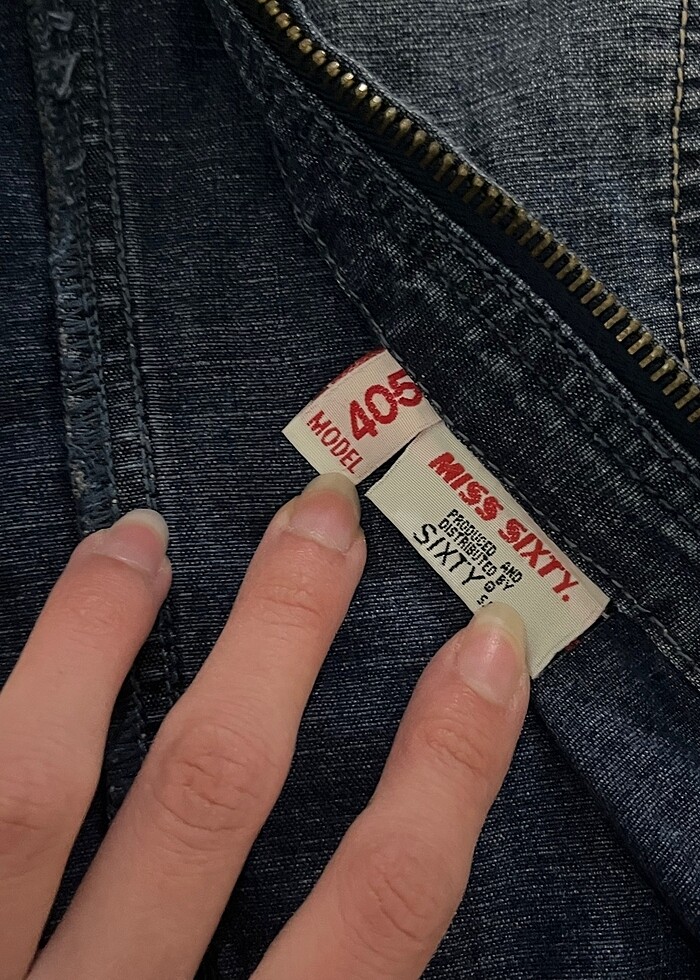 405
MODEL
MISS SIXTY.
PRODUCED AND
DISTRIBUTED BY
SIXTY®